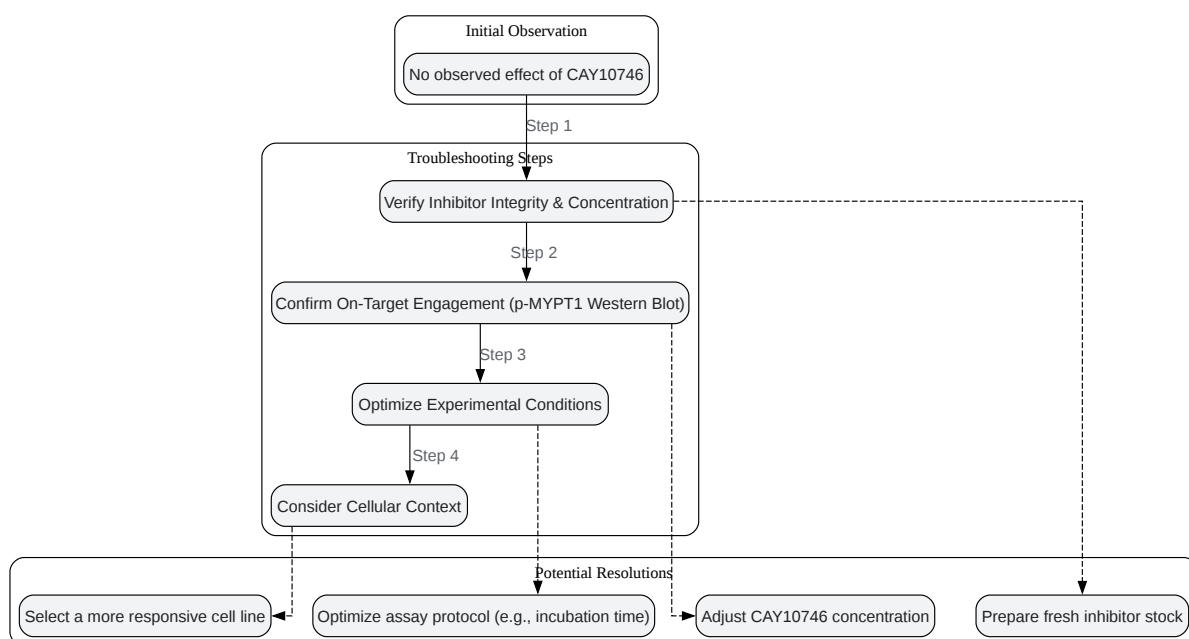 Initial Observation
No observed effect of CAY10746
Step 1
Troubleshooting Steps
Verify Inhibitor Integrity & Concentration
Step 2
Confirm On-Target Engagement (p-MYPT1 Western Blot)
Step 3
Optimize Experimental Conditions
Step 4
Consider Cellular Context
Potential Resolutions
Select a more responsive cell line
Optimize assay protocol (e.g., incubation time)
Adjust CAY10746 concentration
Prepare fresh inhibitor stock